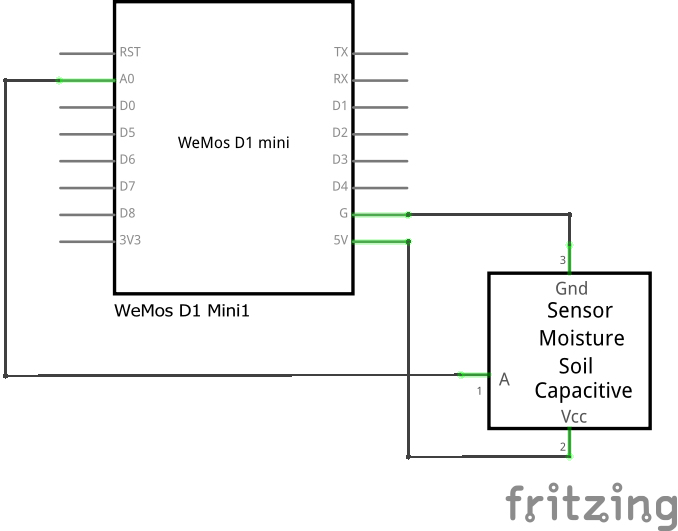 RST
TX
A0
RX
D0
D1
D5
D2
WeMos D1 mini
D6
D3
D7
D4
D8
G
3V3
5V
WeMos D1 Mini1
3
Gnd
Sensor
Moisture
Soil
A
1
Capacitive
Vcc
2
fritzing